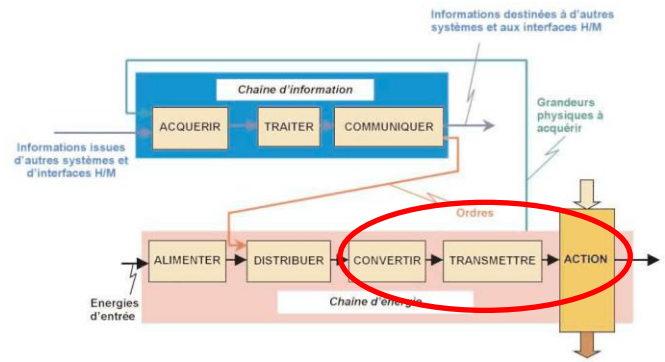 Informations destinées à d'autres
systèmes et aux interfaces H/M
Chaîne d'information
ACQUERIR
TRAITER
COMMUNIQUER
Grandeurs
physiques à
acquérir
Informations issues
d'autres systèmes et
d'interfaces H/M
Ordres
ALIMENTER
DISTRIBUER
CONVERTIR
TRANSMETTRE
ACTION
Energies
d'entrée
Chaîne d'énergie